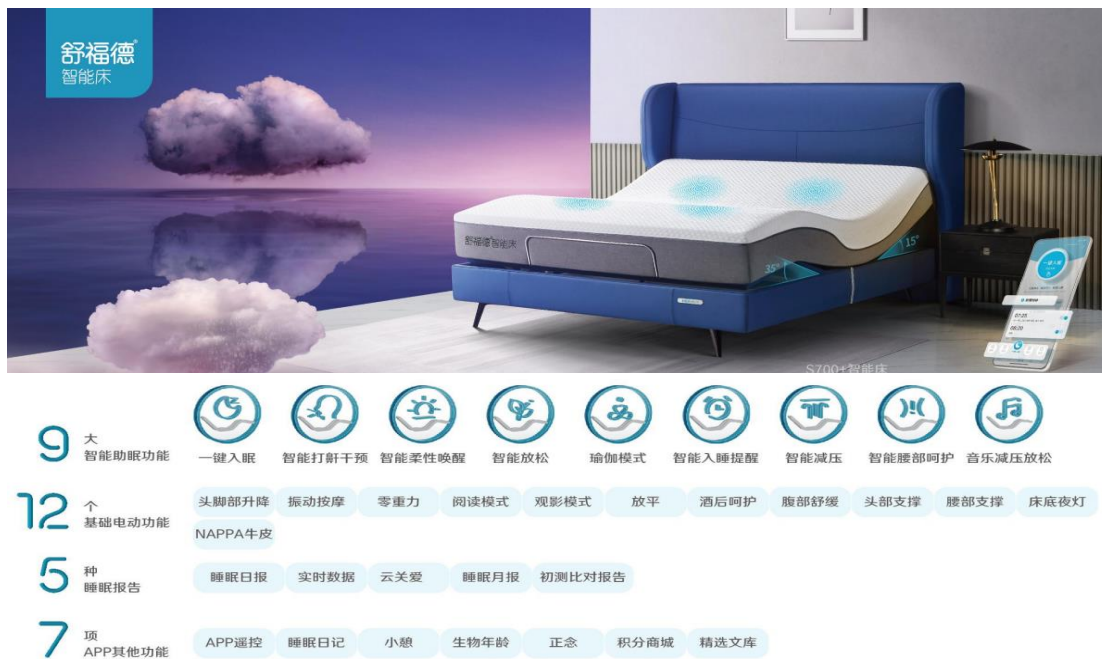 舒福德
智能床
舒福德智能床
35°
15°
S700+智能床
9 大
智能助眠功能
一键入眠 智能打鼾干预 智能柔性唤醒 智能放松 瑜伽模式 智能入睡提醒 智能减压 智能腰部呵护 音乐减压放松
12 个
基础电动功能
头脚部升降 振动按摩 零重力 阅读模式 观影模式 放平 酒后呵护 腹部舒缓 头部支撑 腰部支撑 床底夜灯
NAPPA牛皮
5 种
睡眠报告
睡眠日报 实时数据 云关爱 睡眠月报 初测比对报告
7 项
APP其他功能
APP遥控 睡眠日记 小憩 生物年龄 正念 积分商城 精选文库